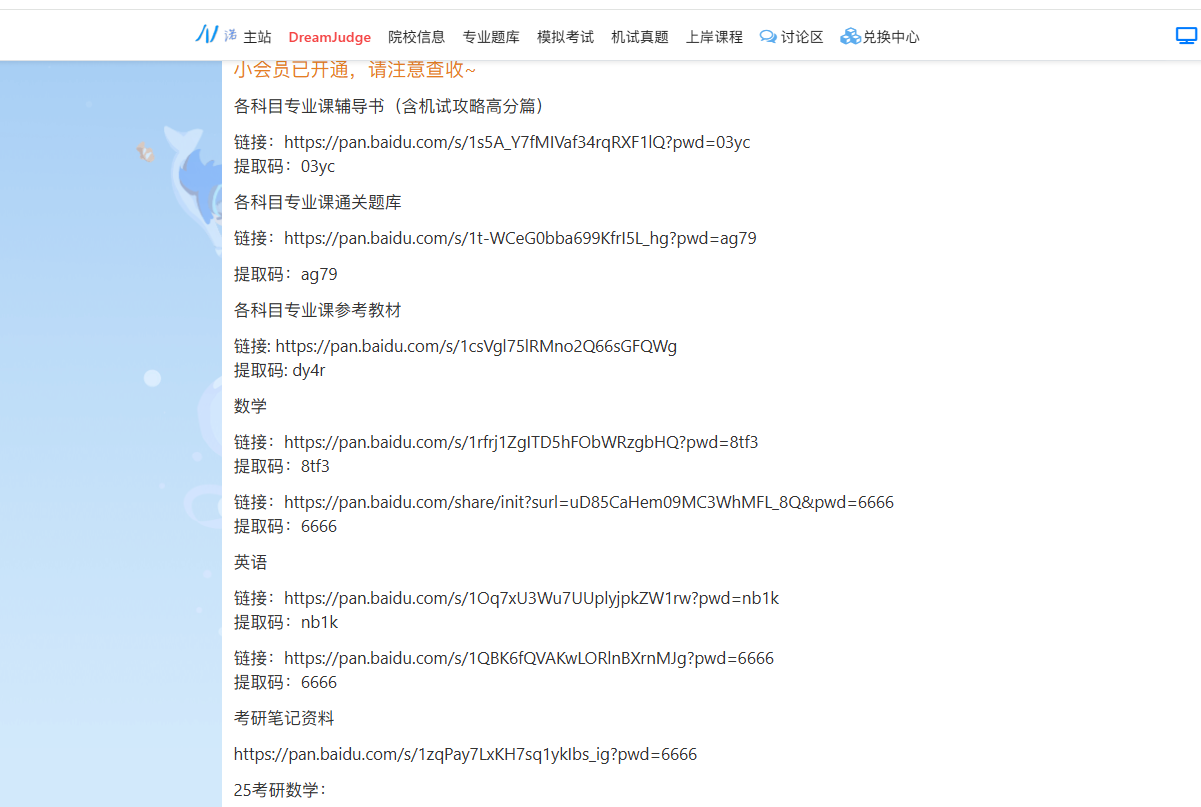 诺 主站 DreamJudge 院校信息 专业题库 模拟考试 机试真题 上岸课程 讨论区 兑换中心
小会员已开通，请注意查收~
各科目专业课辅导书（含机试攻略高分篇）
链接：https://pan.baidu.com/s/1s5A_Y7fMIVaf34rqRXF1lQ?pwd=03yc
提取码：03yc
各科目专业课通关题库
链接：https://pan.baidu.com/s/1t-WCeG0bba699KfrI5L_hg?pwd=ag79
提取码：ag79
各科目专业课参考教材
链接: https://pan.baidu.com/s/1csVgl75lRMno2Q66sGFQWg
提取码: dy4r
数学
链接：https://pan.baidu.com/s/1rfrj1ZgITD5hFObWRzgbHQ?pwd=8tf3
提取码：8tf3
链接：https://pan.baidu.com/share/init?surl=uD85CaHem09MC3WhMFL_8Q&pwd=6666
提取码：6666
英语
链接：https://pan.baidu.com/s/1Oq7xU3Wu7UUplyjpkZW1rw?pwd=nb1k
提取码：nb1k
链接：https://pan.baidu.com/s/1QBK6fQVAKwLORlnBXrnMJg?pwd=6666
提取码：6666
考研笔记资料
https://pan.baidu.com/s/1zqPay7LxKH7sq1ykIbs_ig?pwd=6666
25考研数学：